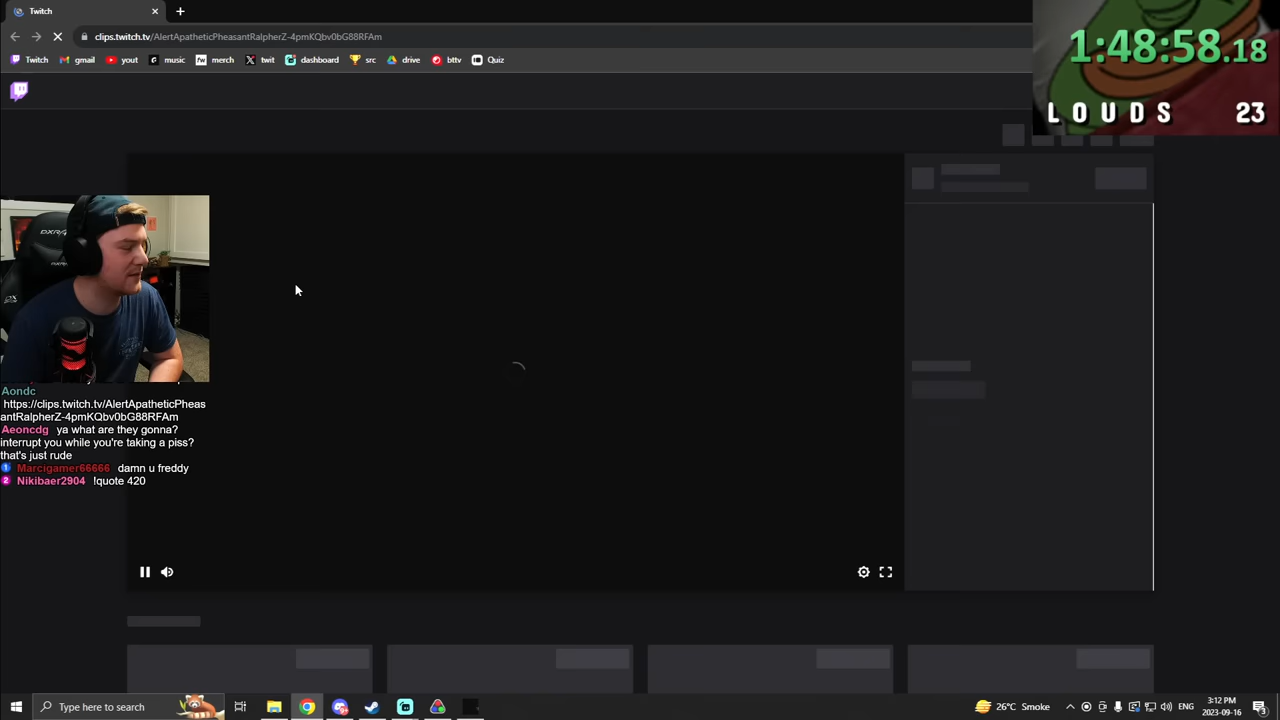 Twitch
clips.twitch.tv/AlertApatheticPheasantRalpherZ-4pmKQbv0bG88RFAm
Twitch gmail yout music merch twit dashboard src drive bttv Quiz
1:48:58.18
LOUDS 23
Aondc
https://clips.twitch.tv/AlertApatheticPheas
antRalpherZ-4pmKQbv0bG88RFAm
Aeoncdg ya what are they gonna?
interrupt you while you're taking a piss?
that's just rude
Marcigamer66666 damn u freddy
Nikibaer2904 !quote 420
Type here to search
26°C Smoke
ENG
3:12 PM
2023-09-16